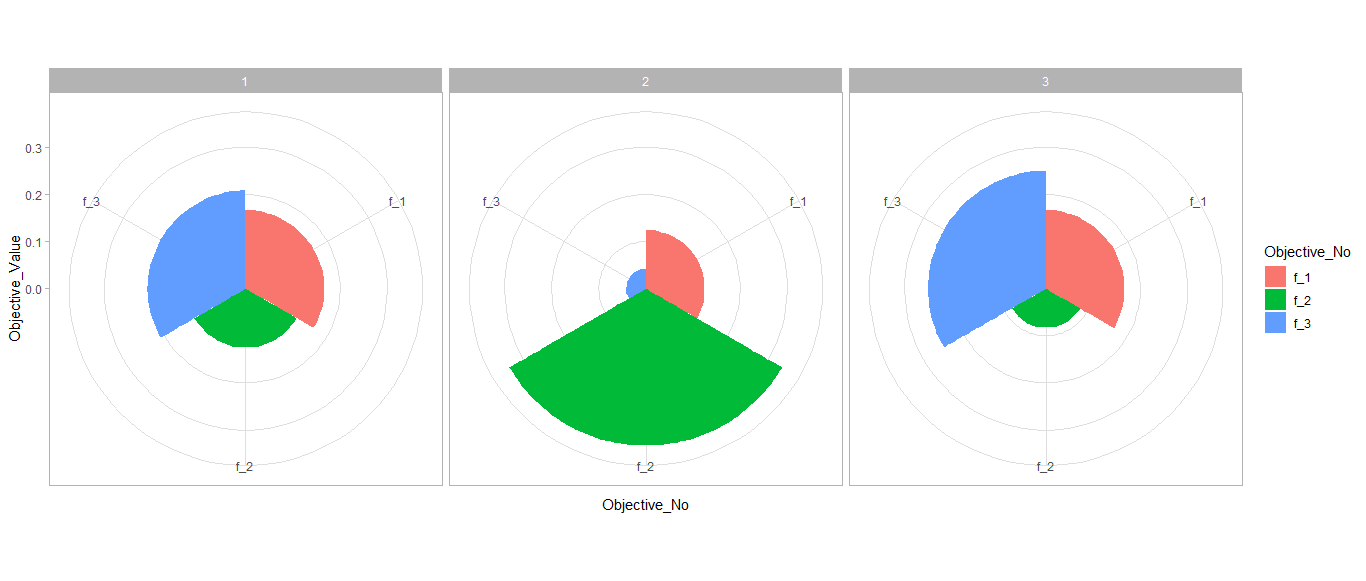 1
2
3
0.3
0.2
0.1
0.0
Objective_Value
f_3
f_1
f_2
f_3
f_1
f_2
f_3
f_1
f_2
Objective_No
Objective_No
f_1
f_2
f_3